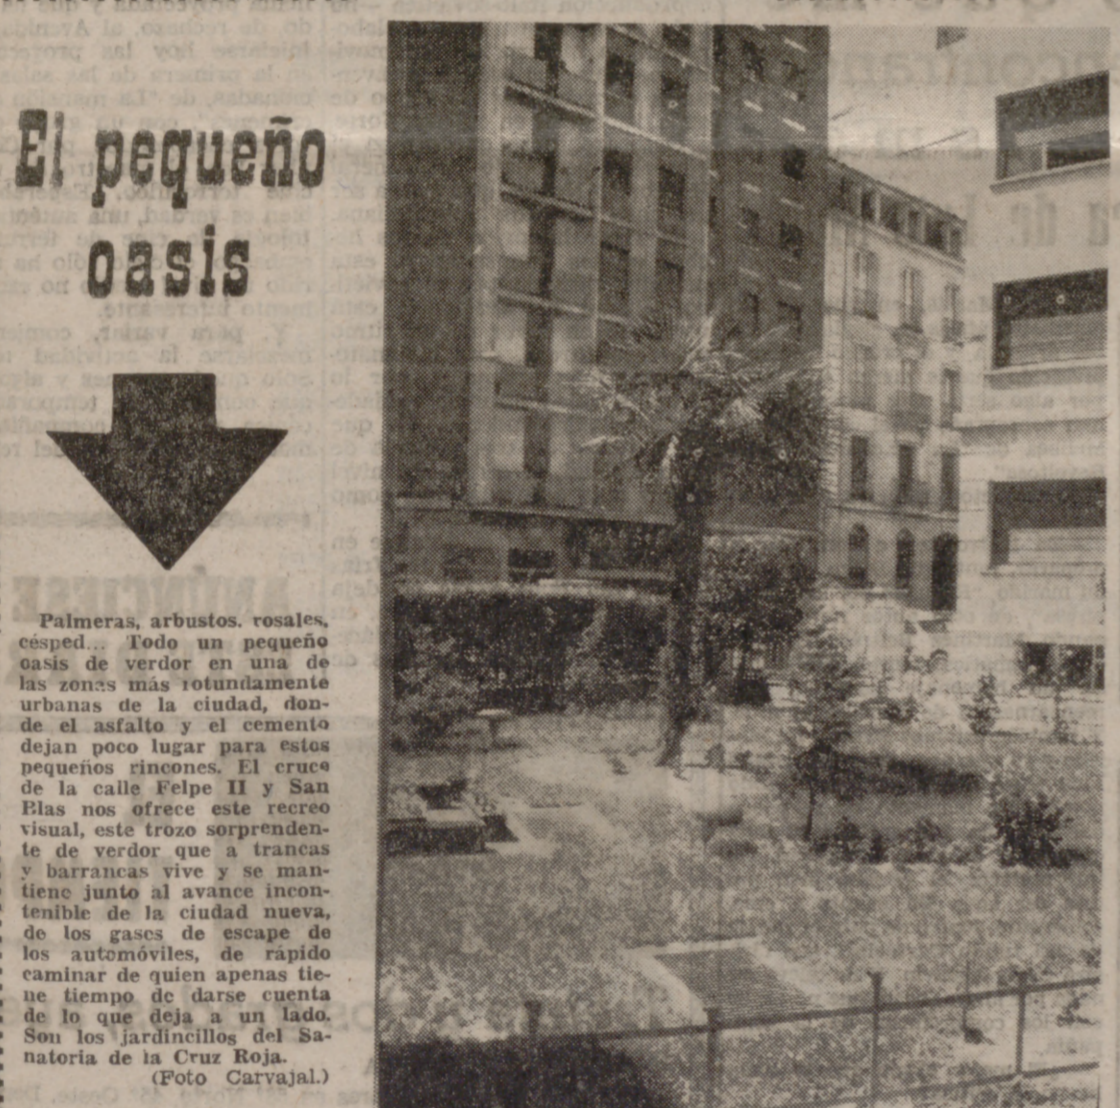 El pequeño
oasis
Palmeras, arbustos. rosales,
césped... Todo un pequeño
oasis de verdor en una de
las zonas más rotundamente
urbanas de la ciudad, don-
de el asfalto y el cemento
dejan poco lugar para estos
pequeños rincones. El cruce
de la calle Felpe II y San
Blas nos ofrece este recreo
visual, este trozo sorprenden-
te de verdor que a trancas
y barrancas vive y se man-
tiene junto al avance incon-
tenible de la ciudad nueva,
de los gases de escape de
los automóviles, de rápido
caminar de quien apenas tie-
ne tiempo de darse cuenta
de lo que deja a un lado.
Son los jardincillos del Sa-
natoria de la Cruz Roja.
(Foto Carvajal.)